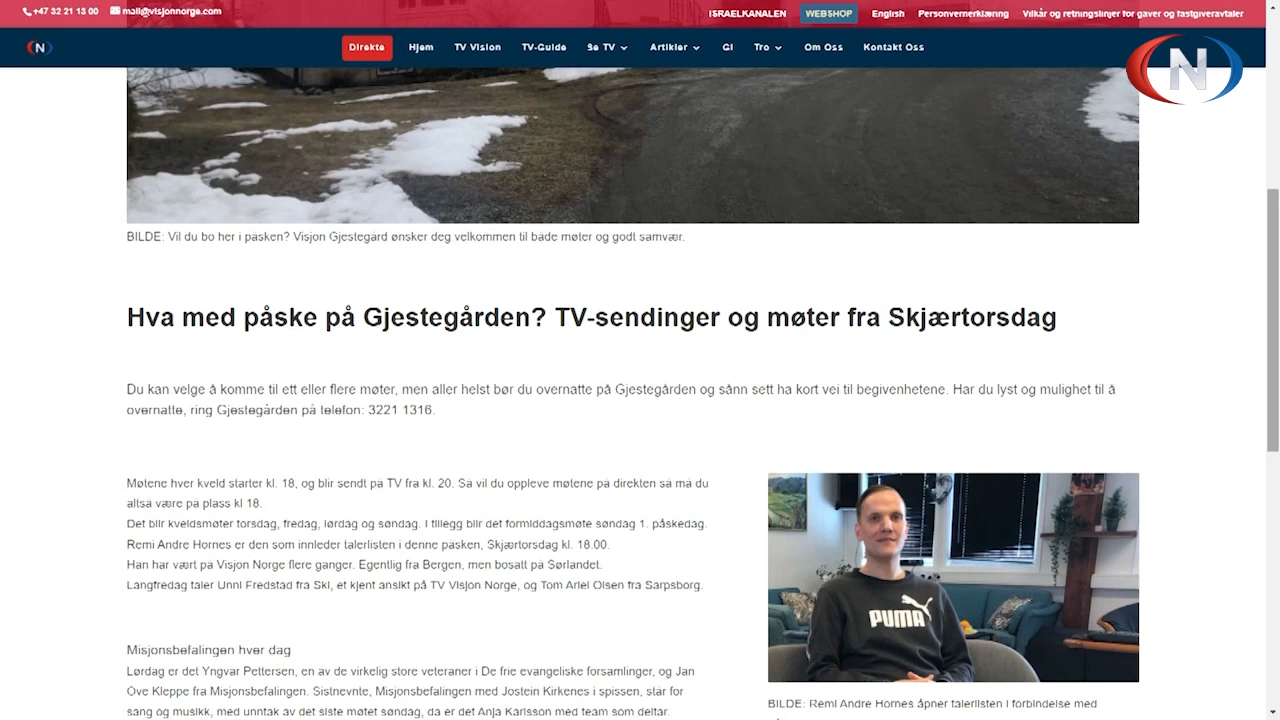 +47 32 21 13 00 mail@visjonnorge.com
ISRAELKANALEN WEBSHOP English Personvernerklæring Vilkår og retningslinjer for gaver og fastgiveravtaler
N Direkte Hjem TV Vision TV-Guide Se TV Artikler Gi Tro Om Oss Kontakt Oss
N
BILDE: Vil du bo her i påsken? Visjon Gjestegård ønsker deg velkommen til både møter og godt samvær.
Hva med påske på Gjestegården? TV-sendinger og møter fra Skjærtorsdag
Du kan velge å komme til ett eller flere møter, men aller helst bør du overnatte på Gjestegården og sånn sett ha kort vei til begivenhetene. Har du lyst og mulighet til å
overnatte, ring Gjestegården på telefon: 3221 1316.
Møtene hver kveld starter kl. 18, og blir sendt på TV fra kl. 20. Så vil du oppleve møtene på direkten så må du
altså være på plass kl 18.
Det blir kveldsmøter torsdag, fredag, lørdag og søndag. I tillegg blir det formiddagsmøte søndag 1. påskedag.
Remi Andre Hornes er den som innleder talerlisten i denne påsken, Skjærtorsdag kl. 18.00.
Han har vært på Visjon Norge flere ganger. Egentlig fra Bergen, men bosatt på Sørlandet.
Langfredag taler Unni Fredstad fra Ski, et kjent ansikt på TV Visjon Norge, og Tom Ariel Olsen fra Sarpsborg.
Misjonsbefalingen hver dag
Lørdag er det Yngvar Pettersen, en av de virkelig store veteraner i De frie evangeliske forsamlinger, og Jan
Ove Kleppe fra Misjonsbefalingen. Sistnevnte, Misjonsbefalingen med Jostein Kirkenes i spissen, står for
sang og musikk, med unntak av det siste møtet søndag, da er det Anja Karlsson med team som deltar.
PUMA
BILDE: Remi Andre Hornes åpner talerlisten i forbindelse med